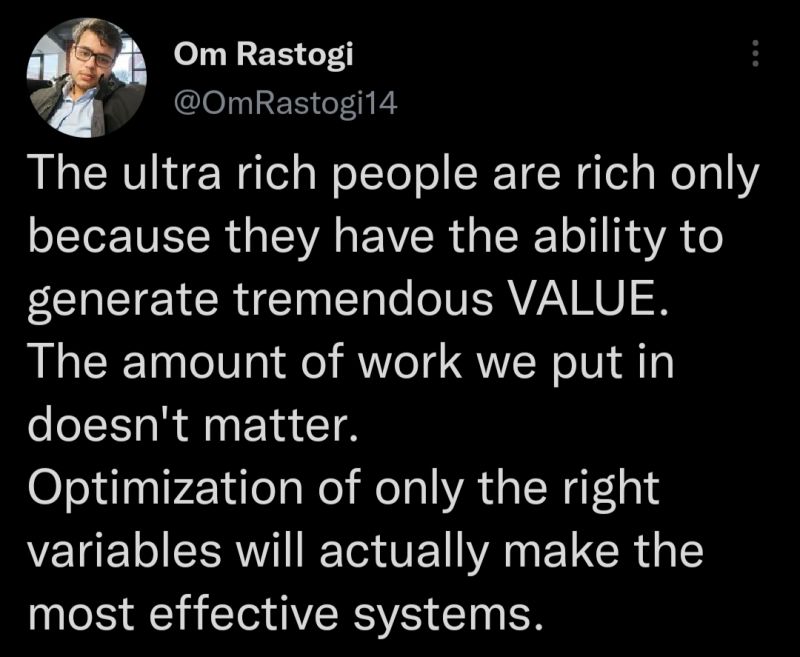 Om Rastogi
@OmRastogi14
The ultra rich people are rich only
because they have the ability to
generate tremendous VALUE.
The amount of work we put in
doesn't matter.
Optimization of only the right
variables will actually make the
most effective systems.